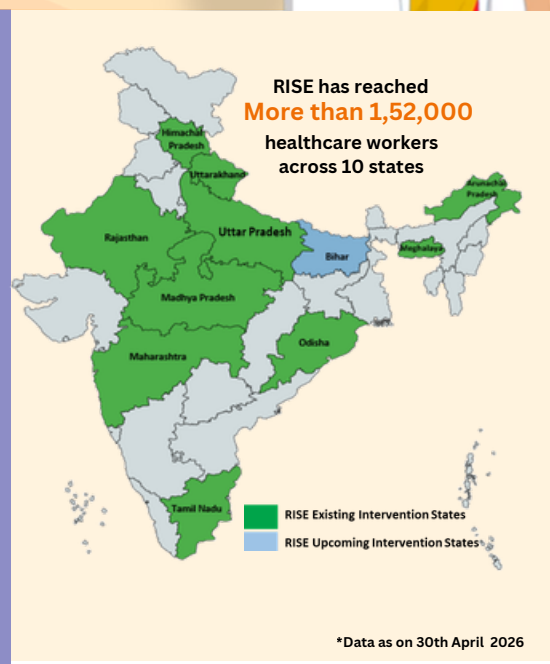 RISE has reached
More than 1,52,000
healthcare workers
across 10 states
Himachal
Pradesh
Uttarakhand
Arunachal
Pradesh
Rajasthan
Uttar Pradesh
Meghalaya
Bihar
Madhya Pradesh
Maharashtra
Odisha
Tamil Nadu
RISE Existing Intervention States
RISE Upcoming Intervention States
*Data as on 30th April 2026